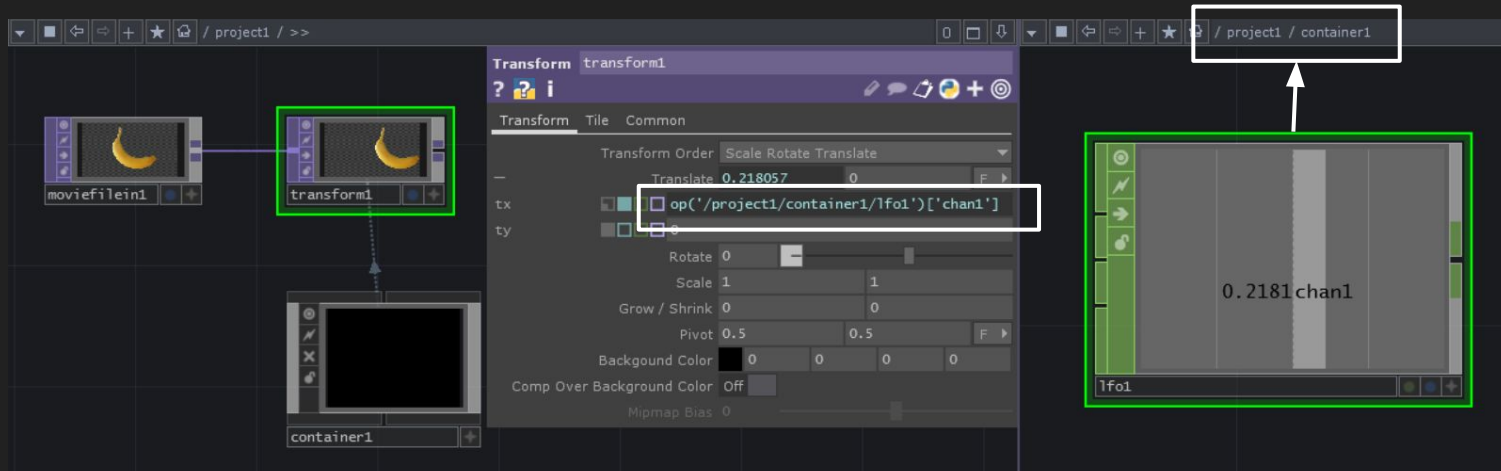 / project1 / >>
0
/ project1 / container1
Transform transform1
? ? i
Transform Tile Common
Transform Order Scale Rotate Translate
Translate 0.218057 0 F
tx op('/project1/container1/lfo1')['chan1']
ty 0
Rotate 0
Scale 1 1
Grow / Shrink 0 0
Pivot 0.5 0.5 F
Backgound Color 0 0 0 0
Comp Over Background Color Off
Mipmap Bias 0
moviefilein1
transform1
container1
0.2181 chan1
lfo1